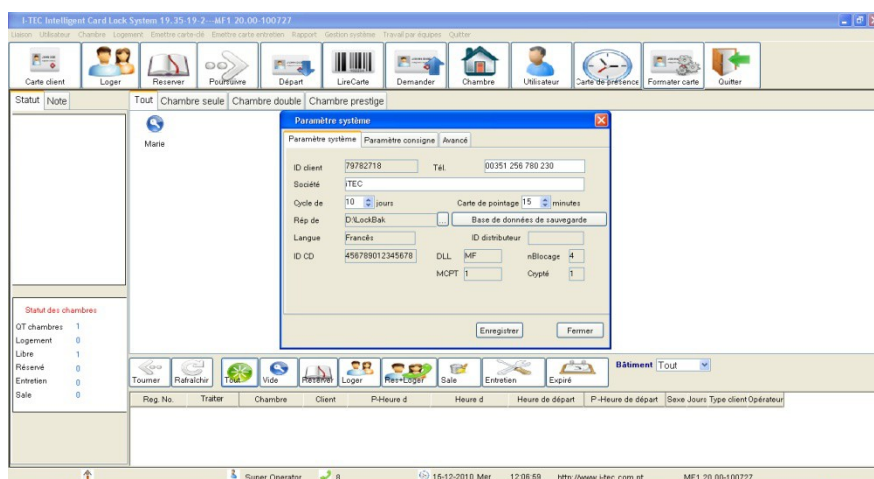 I-TEC Intelligent Card Lock System 19.35-19-2---MF1 20.00-100727
Liaison Utilisateur Chambre Logement Emettre carte-clé Emettre carte entretien Rapport Gestion système Travail par équipes Quitter
Carte client Loger Reserver Poursuivre Départ LireCarte Demander Chambre Utilisateur Carte de présence Formater carte Quitter
Statut Note Tout Chambre seule Chambre double Chambre prestige
Marie
Paramètre système
Paramètre système Paramètre consigne Avancé
ID client 79782718 Tél. 00351 256 780 230
Société iTEC
Cycle de 10 jours Carte de pointage 15 minutes
Rép de D:\LockBak ... Base de données de sauvegarde
Langue Francês ID distributeur
ID CD 456789012345678 DLL MF nBlocage 4
MCPT 1 Crypté 1
Enregistrer Fermer
Statut des chambres
QT chambres 1
Logement 0
Libre 1
Réservé 0
Entretien 0
Sale 0
Tourner Rafraîchir Tout Vide Reserver Loger Res+Loger Sale Entretien Expiré
Bâtiment Tout
Reg. No. Traiter Chambre Client P-Heure d Heure d Heure de départ P-Heure de départ Sexe Jours Type client Opérateur
Super Operator 8 15-12-2010 Mer 12:06:59 http://www.i-tec.com.pt MF1 20.00-100727